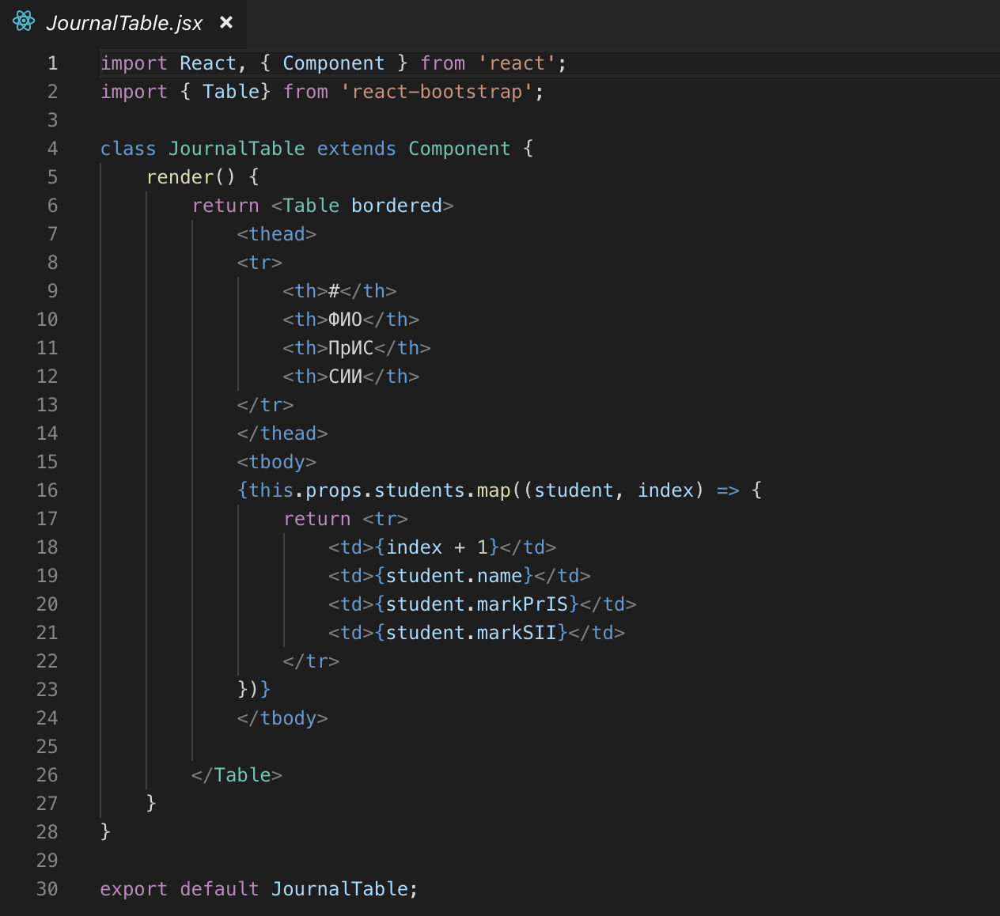 JournalTable.jsx ×
1 import React, { Component } from 'react';
2 import { Table} from 'react-bootstrap';
3
4 class JournalTable extends Component {
5     render() {
6         return <Table bordered>
7             <thead>
8             <tr>
9                 <th>#</th>
10                 <th>ФИО</th>
11                 <th>ПрИС</th>
12                 <th>СИИ</th>
13             </tr>
14             </thead>
15             <tbody>
16             {this.props.students.map((student, index) => {
17                 return <tr>
18                     <td>{index + 1}</td>
19                     <td>{student.name}</td>
20                     <td>{student.markPrIS}</td>
21                     <td>{student.markSII}</td>
22                 </tr>
23             })}
24             </tbody>
25
26         </Table>
27     }
28 }
29
30 export default JournalTable;